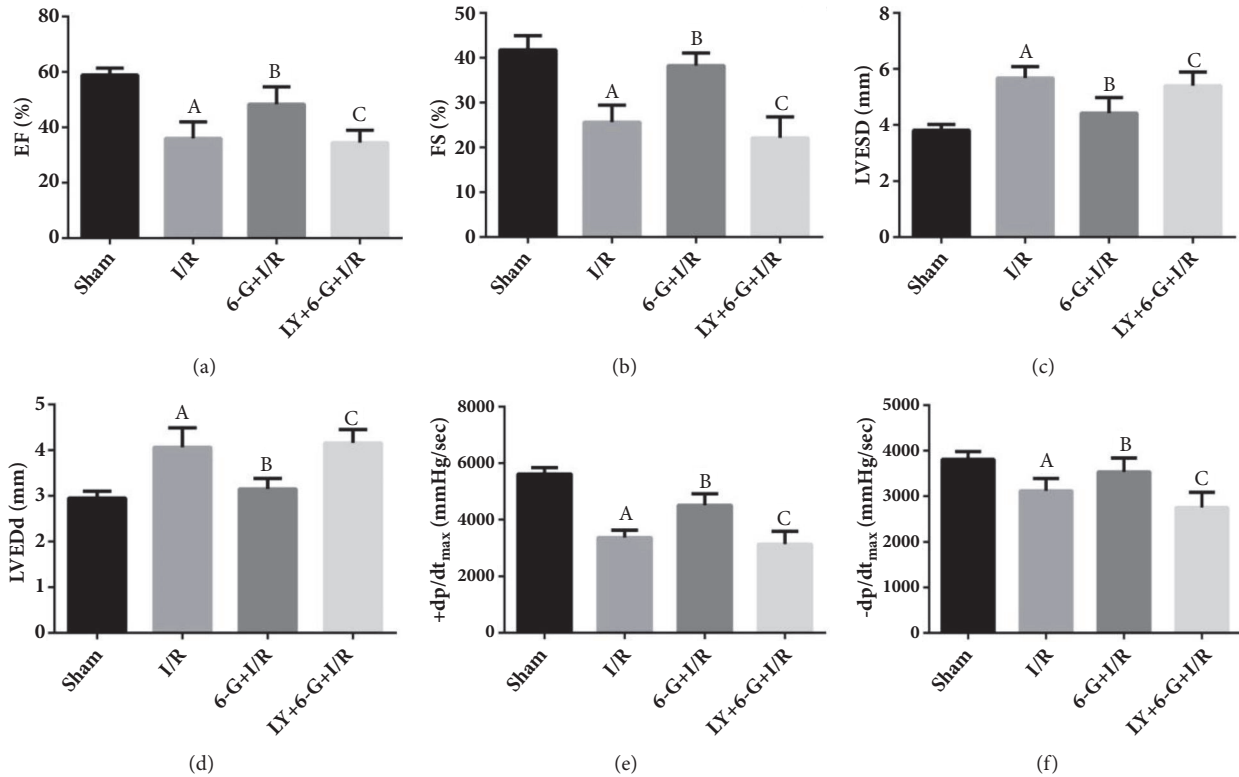 EF (%)
80
60
40
20
0
A
B
C
Sham
I/R
6-G+I/R
LY+6-G+I/R
(a)
FS (%)
50
40
30
20
10
0
A
B
C
Sham
I/R
6-G+I/R
LY+6-G+I/R
(b)
LVESD (mm)
8
6
4
2
0
A
B
C
Sham
I/R
6-G+I/R
LY+6-G+I/R
(c)
LVEDd (mm)
5
4
3
2
1
0
A
B
C
Sham
I/R
6-G+I/R
LY+6-G+I/R
(d)
+dp/dtmax (mmHg/sec)
8000
6000
4000
2000
0
A
B
C
Sham
I/R
6-G+I/R
LY+6-G+I/R
(e)
-dp/dtmax (mmHg/sec)
5000
4000
3000
2000
1000
0
A
B
C
Sham
I/R
6-G+I/R
LY+6-G+I/R
(f)